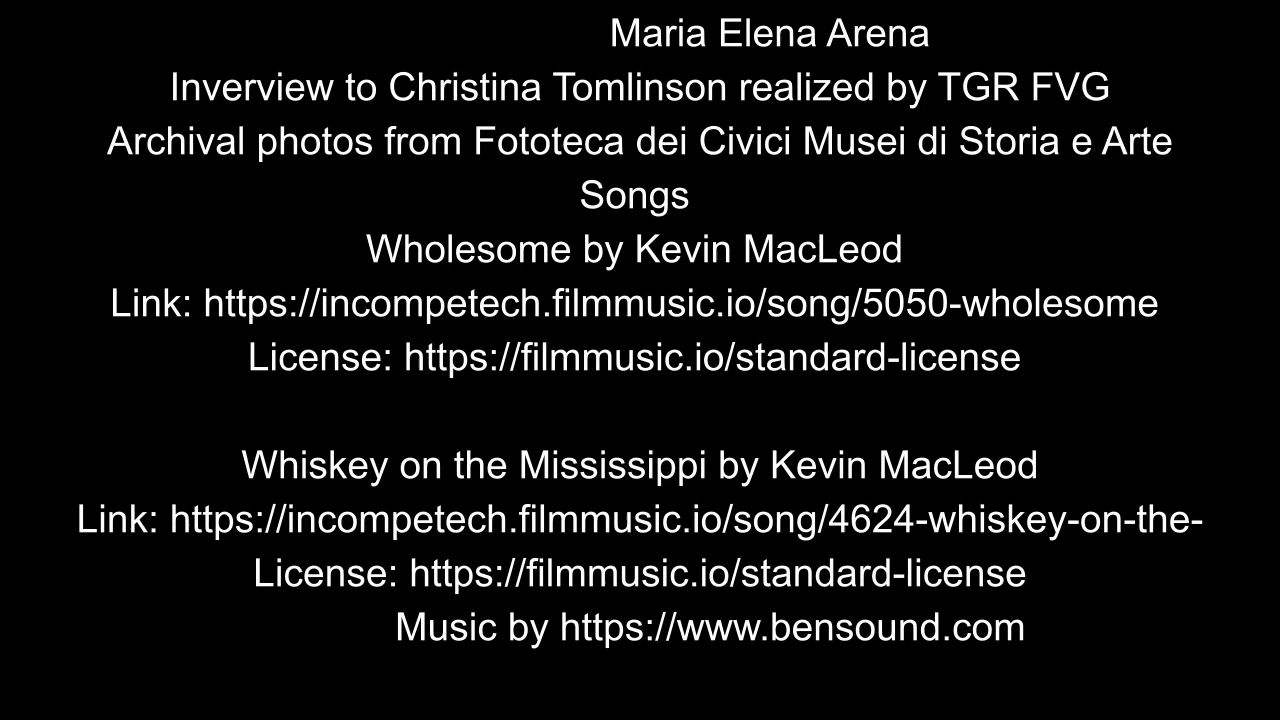 Maria Elena Arena
Inverview to Christina Tomlinson realized by TGR FVG
Archival photos from Fototeca dei Civici Musei di Storia e Arte
Songs
Wholesome by Kevin MacLeod
Link: https://incompetech.filmmusic.io/song/5050-wholesome
License: https://filmmusic.io/standard-license
Whiskey on the Mississippi by Kevin MacLeod
Link: https://incompetech.filmmusic.io/song/4624-whiskey-on-the-
License: https://filmmusic.io/standard-license
Music by https://www.bensound.com